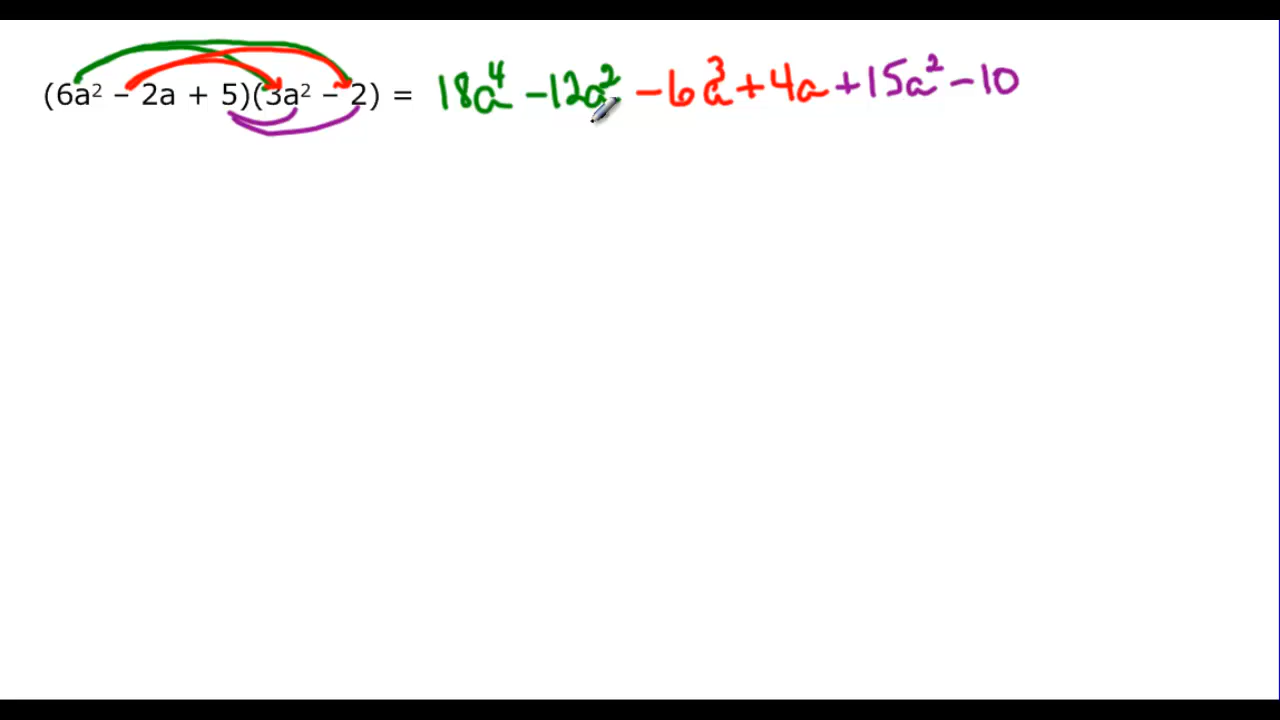 (6a² – 2a + 5)(3a² – 2) = 18a⁴ - 12a² - 6a³ + 4a + 15a² - 10